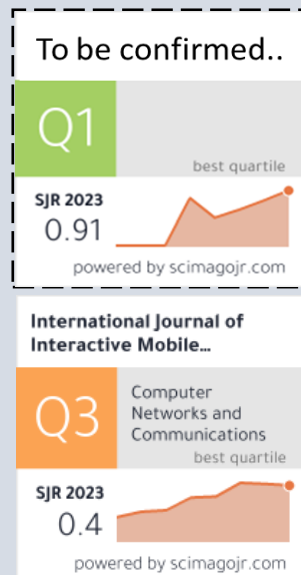 To be confirmed..
Q1
best quartile
SJR 2023
0.91
powered by scimagojr.com
International Journal of
Interactive Mobile...
Q3
Computer
Networks and
Communications
best quartile
SJR 2023
0.4
powered by scimagojr.com